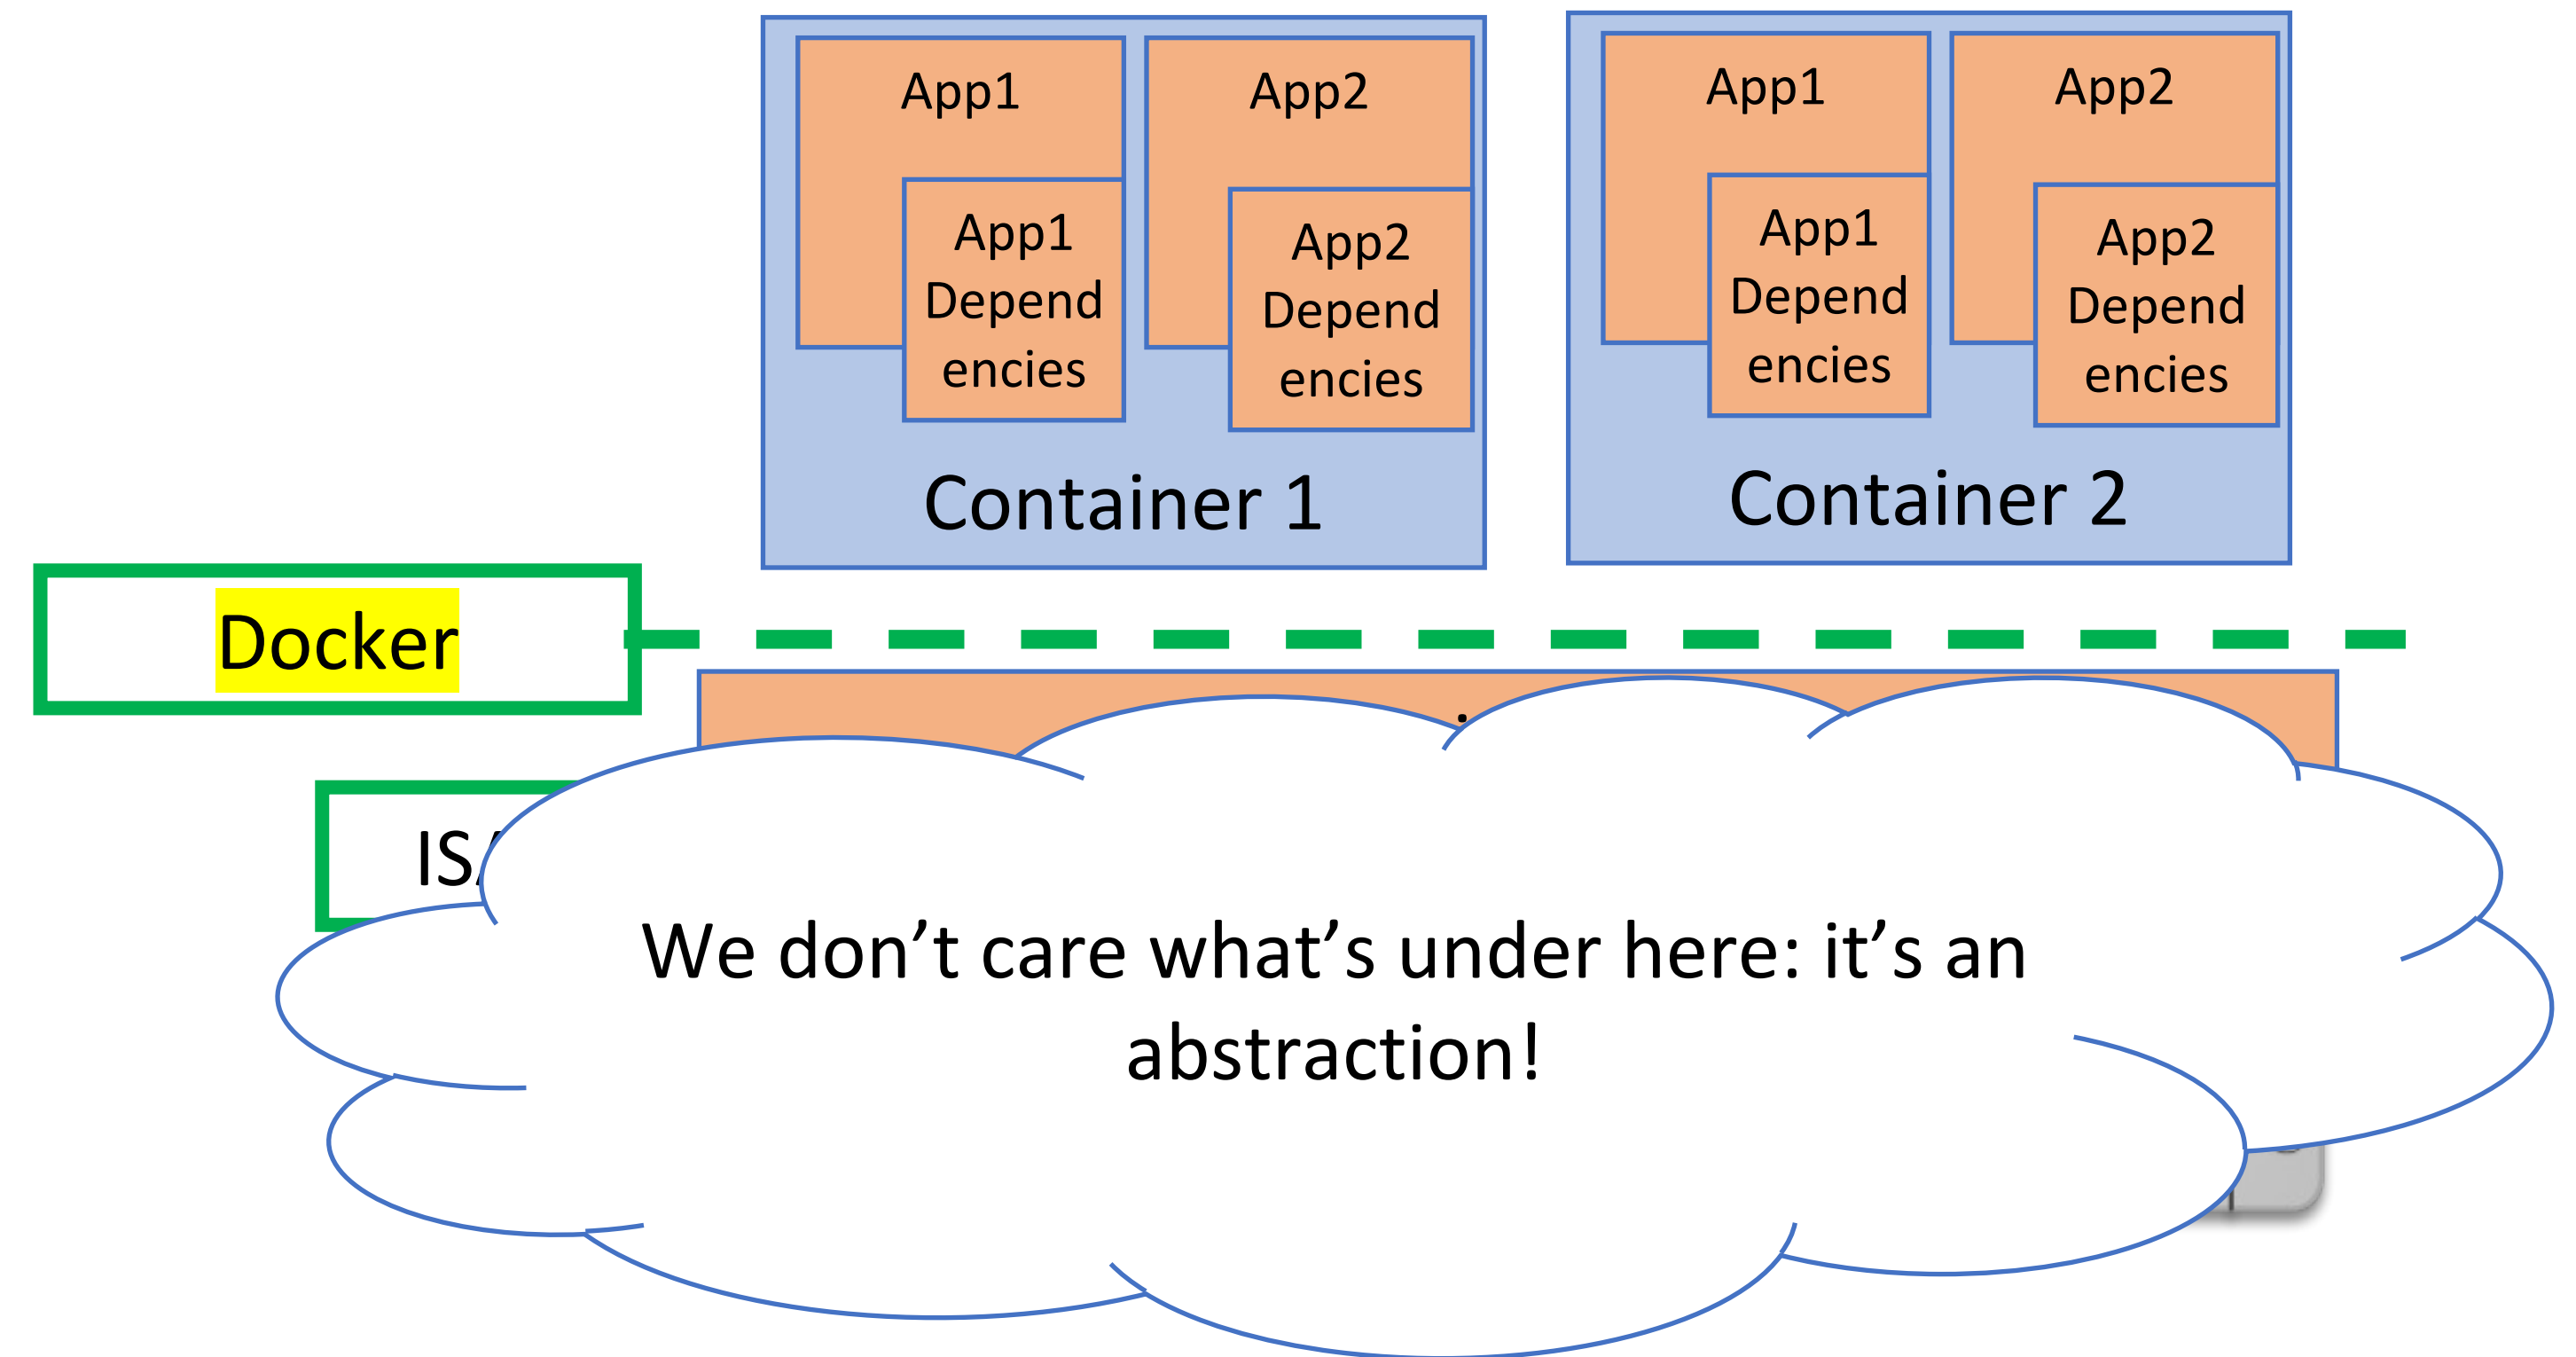 App1
App2
App1
Depend
encies
App2
Depend
encies
Container 1
App1
App2
App1
Depend
encies
App2
Depend
encies
Container 2
Docker
We don’t care what’s under here: it’s an
abstraction!